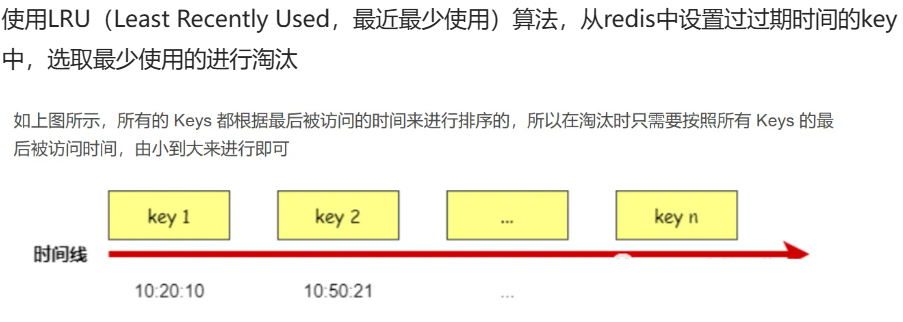 使用LRU（Least Recently Used，最近最少使用）算法，从redis中设置过过期时间的key
中，选取最少使用的进行淘汰
如上图所示，所有的 Keys 都根据最后被访问的时间来进行排序的，所以在淘汰时只需要按照所有 Keys 的最
后被访问时间，由小到大来进行即可
key 1 key 2 ... key n
时间线
10:20:10 10:50:21 ...